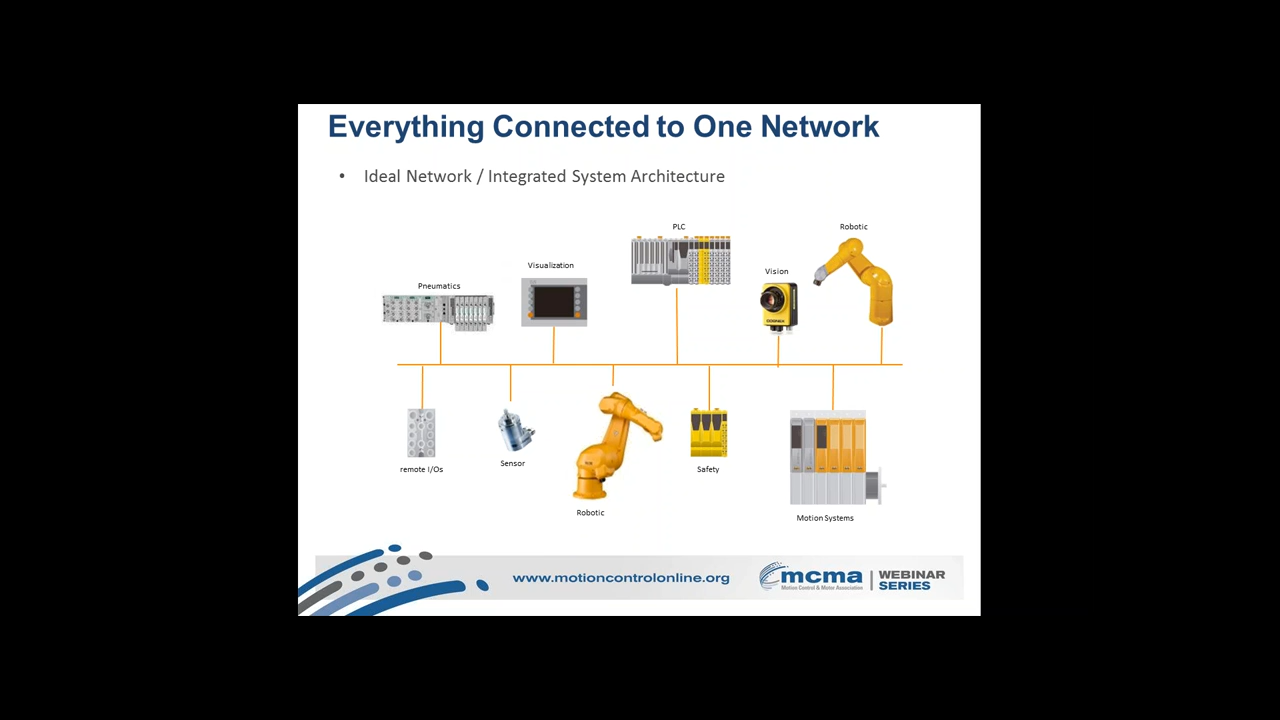 Everything Connected to One Network
• Ideal Network / Integrated System Architecture
PLC
Robotic
Visualization
Vision
Pneumatics
COGNEX
remote I/Os
Sensor
Safety
Robotic
Motion Systems
www.motioncontrolonline.org
mcma
Motion Control & Motor Association
WEBINAR
SERIES